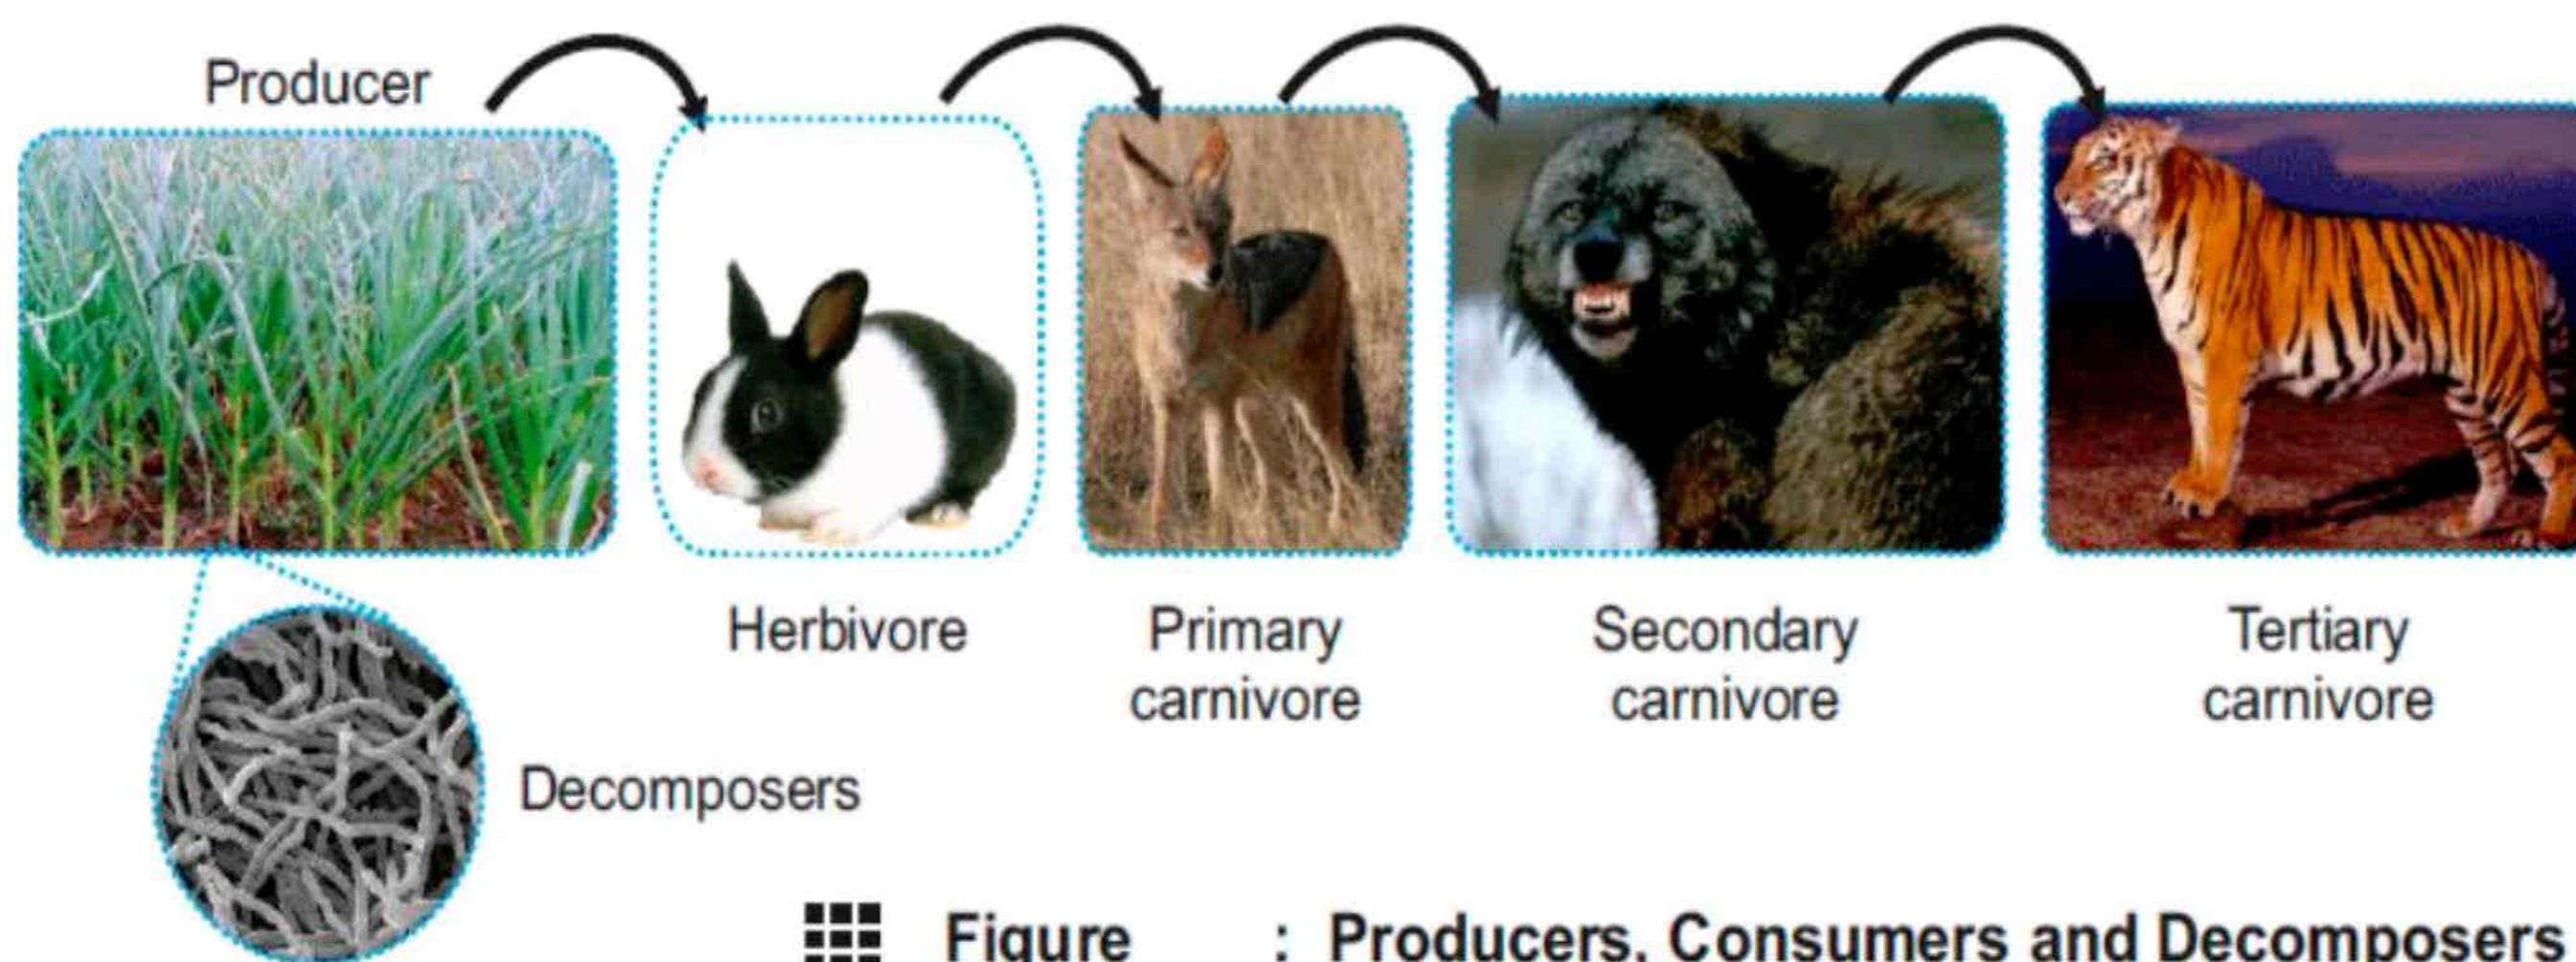 Producer
Herbivore
Primary
carnivore
Secondary
carnivore
Tertiary
carnivore
Decomposers
Figure : Producers, Consumers and Decomposers